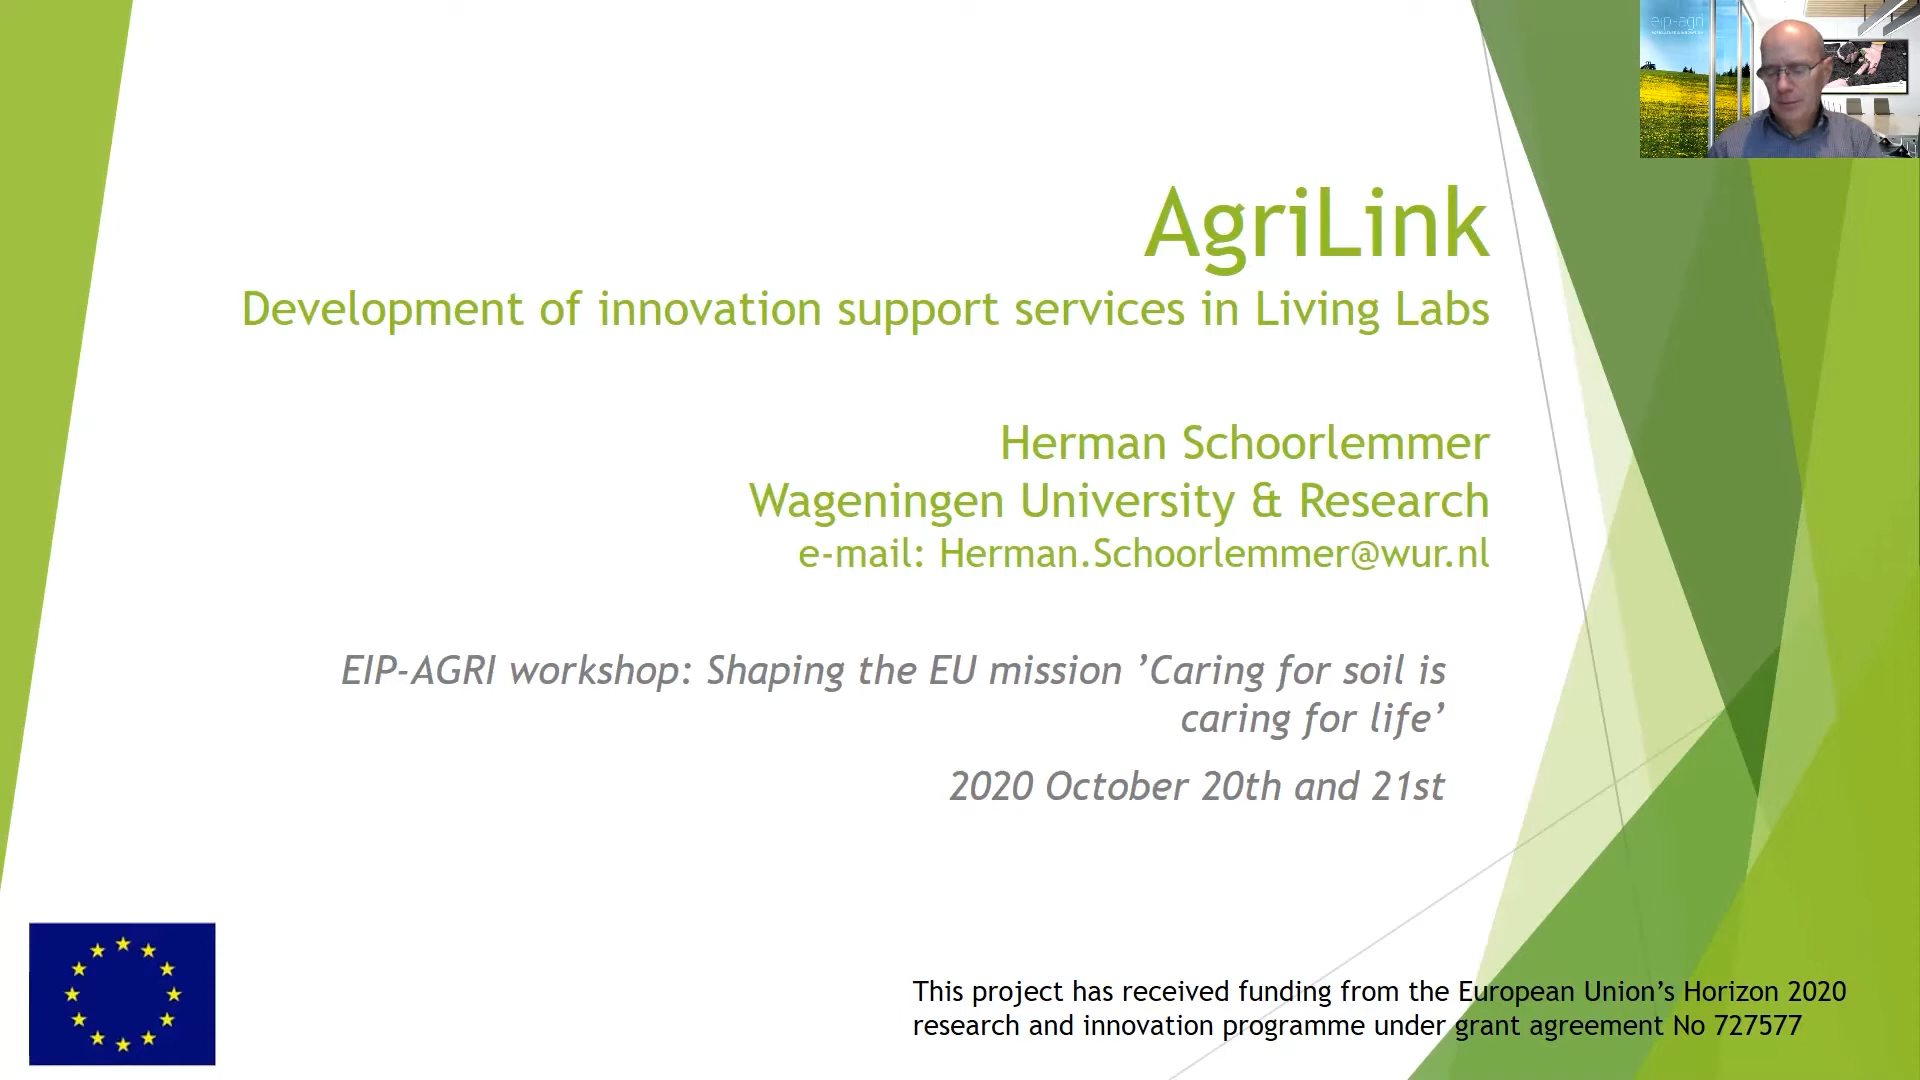 eip-agri
AgriLink
Development of innovation support services in Living Labs
Herman Schoorlemmer
Wageningen University & Research
e-mail: Herman.Schoorlemmer@wur.nl
EIP-AGRI workshop: Shaping the EU mission ’Caring for soil is
caring for life’
2020 October 20th and 21st
This project has received funding from the European Union’s Horizon 2020
research and innovation programme under grant agreement No 727577